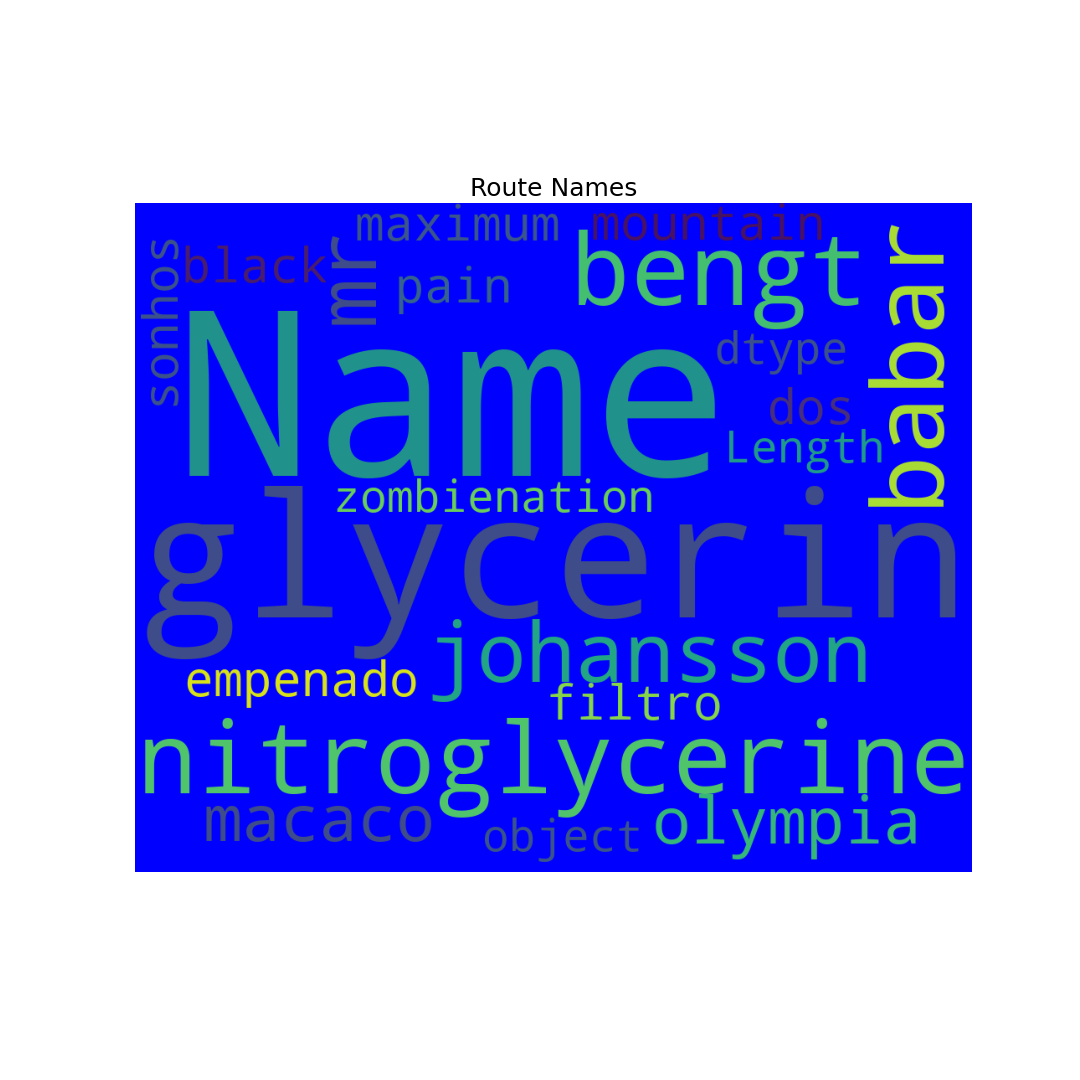 Route Names
maximum
mountain
sonhos
black
mr
pain
bengt
babar
Name
dtype
dos
Length
zombienation
glycerin
johansson
empenado
filtro
nitroglycerine
macaco
object
olympia